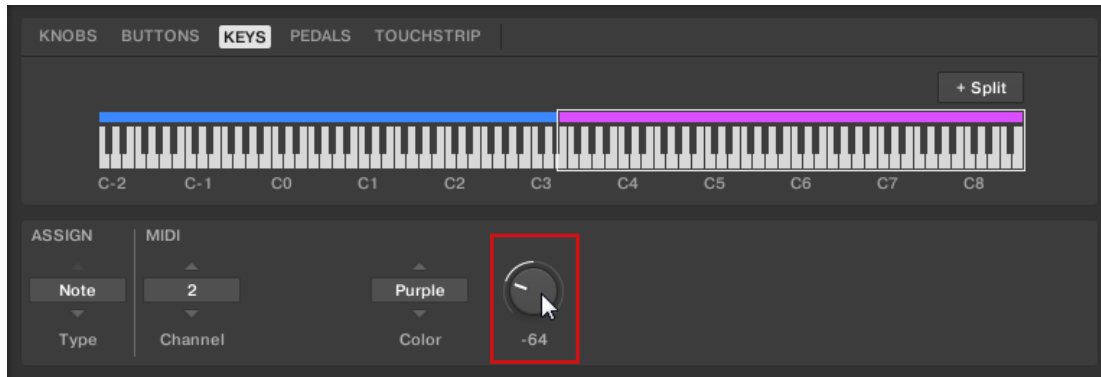 KNOBS BUTTONS KEYS PEDALS TOUCHSTRIP
+ Split
C-2 C-1 C0 C1 C2 C3 C4 C5 C6 C7 C8
ASSIGN MIDI
Note 2 Purple
Type Channel Color -64